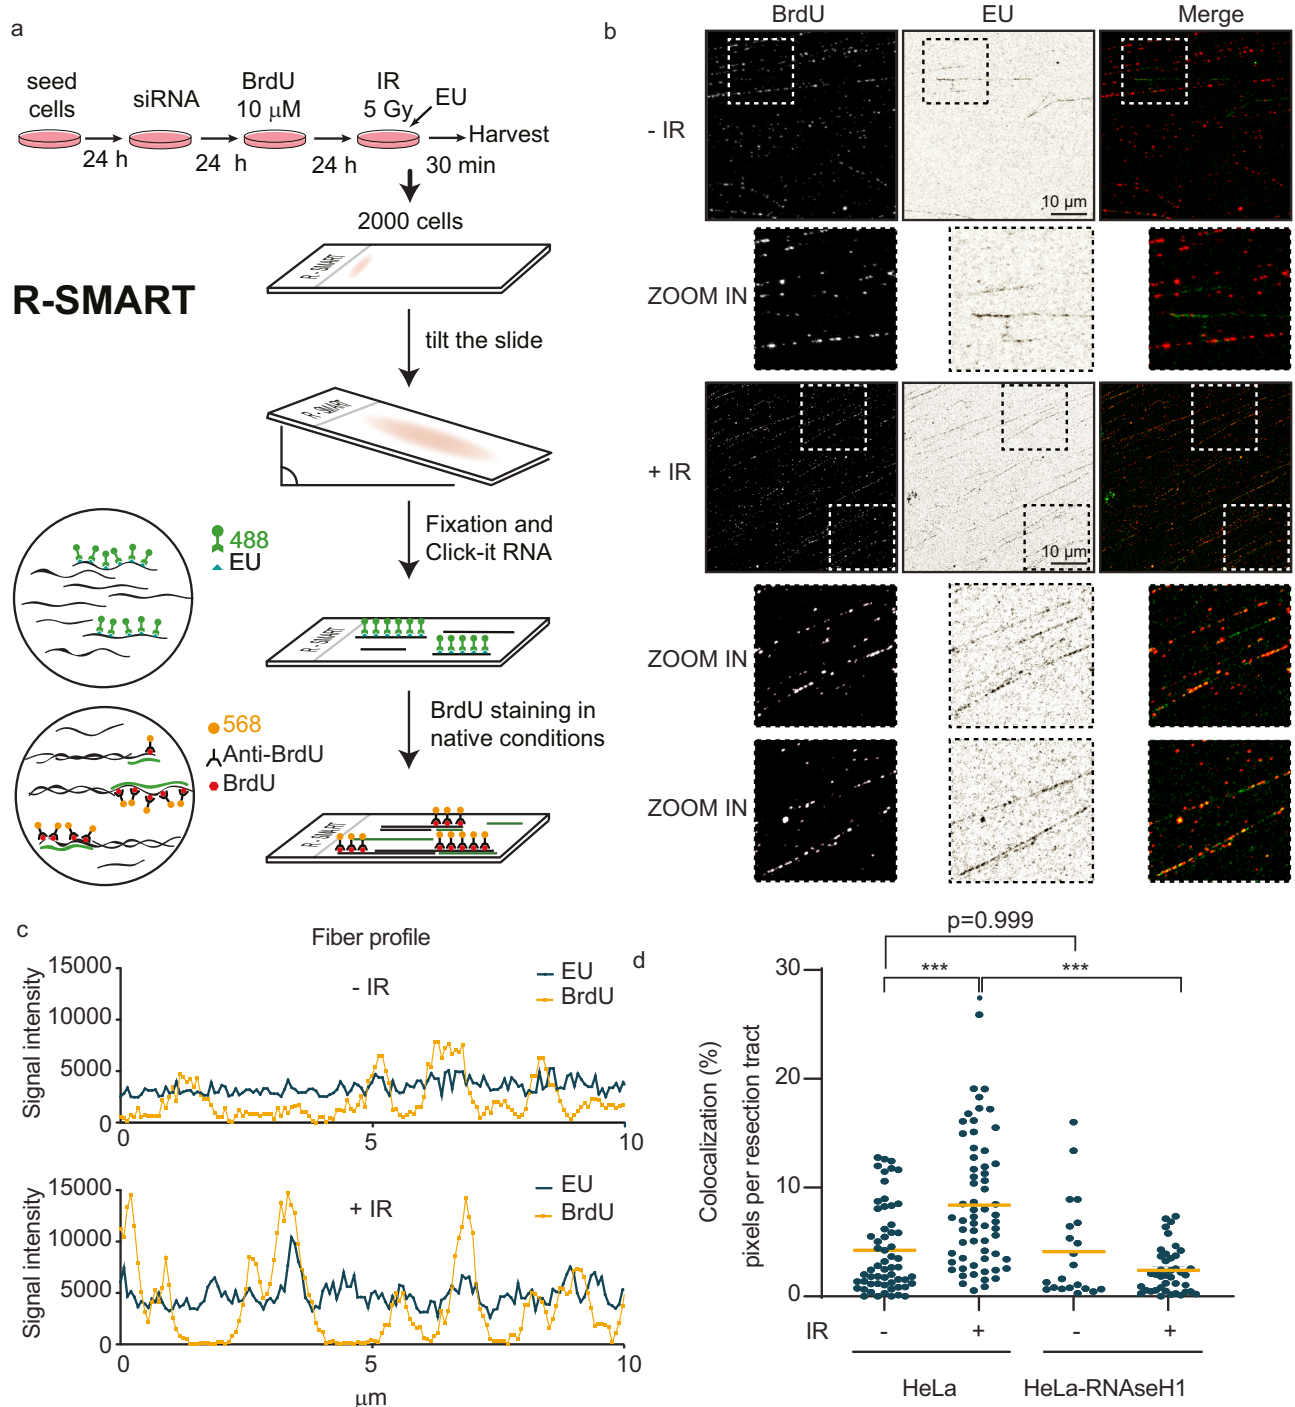 a
seed
cells
siRNA
BrdU
10 µM
IR
5 Gy
EU
Harvest
24 h
24 h
24 h
30 min
2000 cells
R - SMART
R-SMART
tilt the slide
R - SMART
Fixation and
Click-it RNA
488
EU
R - SMART
BrdU staining in
native conditions
568
Anti-BrdU
BrdU
R - SMART
b
BrdU
EU
Merge
- IR
10 µm
ZOOM IN
+ IR
10 µm
ZOOM IN
ZOOM IN
c
Fiber profile
Signal intensity
15000
10000
5000
0
- IR
EU
BrdU
0
5
10
Signal intensity
15000
10000
5000
0
+ IR
EU
BrdU
0
5
10
µm
d
p=0.999
***
***
Colocalization (%)
pixels per resection tract
30
20
10
0
IR
-
+
-
+
HeLa
HeLa-RNAseH1